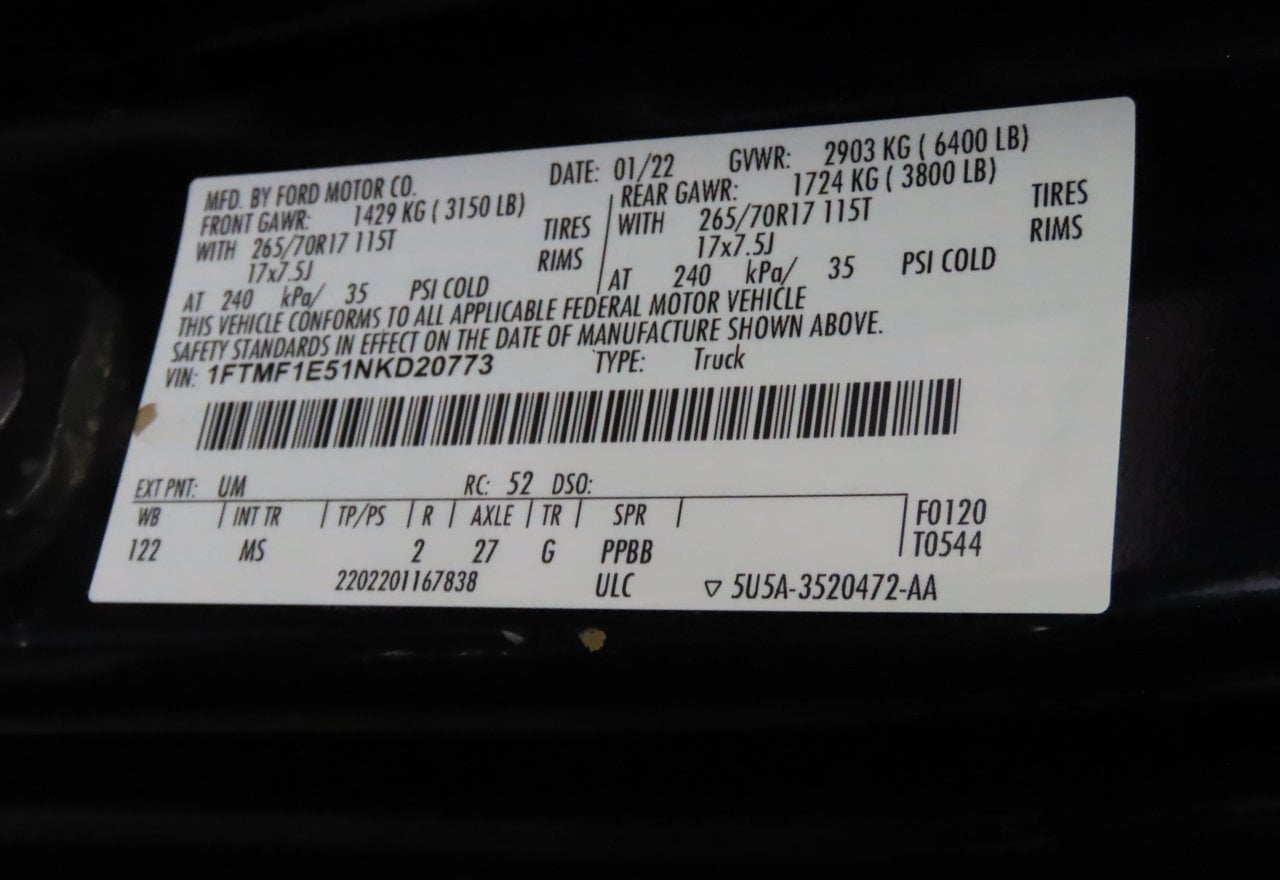 MFD. BY FORD MOTOR CO. DATE: 01/22 GVWR: 2903 KG ( 6400 LB)
FRONT GAWR: 1429 KG ( 3150 LB) REAR GAWR: 1724 KG ( 3800 LB)
WITH 265/70R17 115T TIRES WITH 265/70R17 115T TIRES
17x7.5J RIMS 17x7.5J RIMS
AT 240 kPa/ 35 PSI COLD AT 240 kPa/ 35 PSI COLD
THIS VEHICLE CONFORMS TO ALL APPLICABLE FEDERAL MOTOR VEHICLE
SAFETY STANDARDS IN EFFECT ON THE DATE OF MANUFACTURE SHOWN ABOVE.
VIN: 1FTMF1E51NKD20773 TYPE: Truck
EXT PNT: UM RC: 52 DSO:
WB INT TR TP/PS R AXLE TR SPR F0120
122 MS 2 27 G PPBB T0544
2202201167838 ULC ▽ 5U5A-3520472-AA